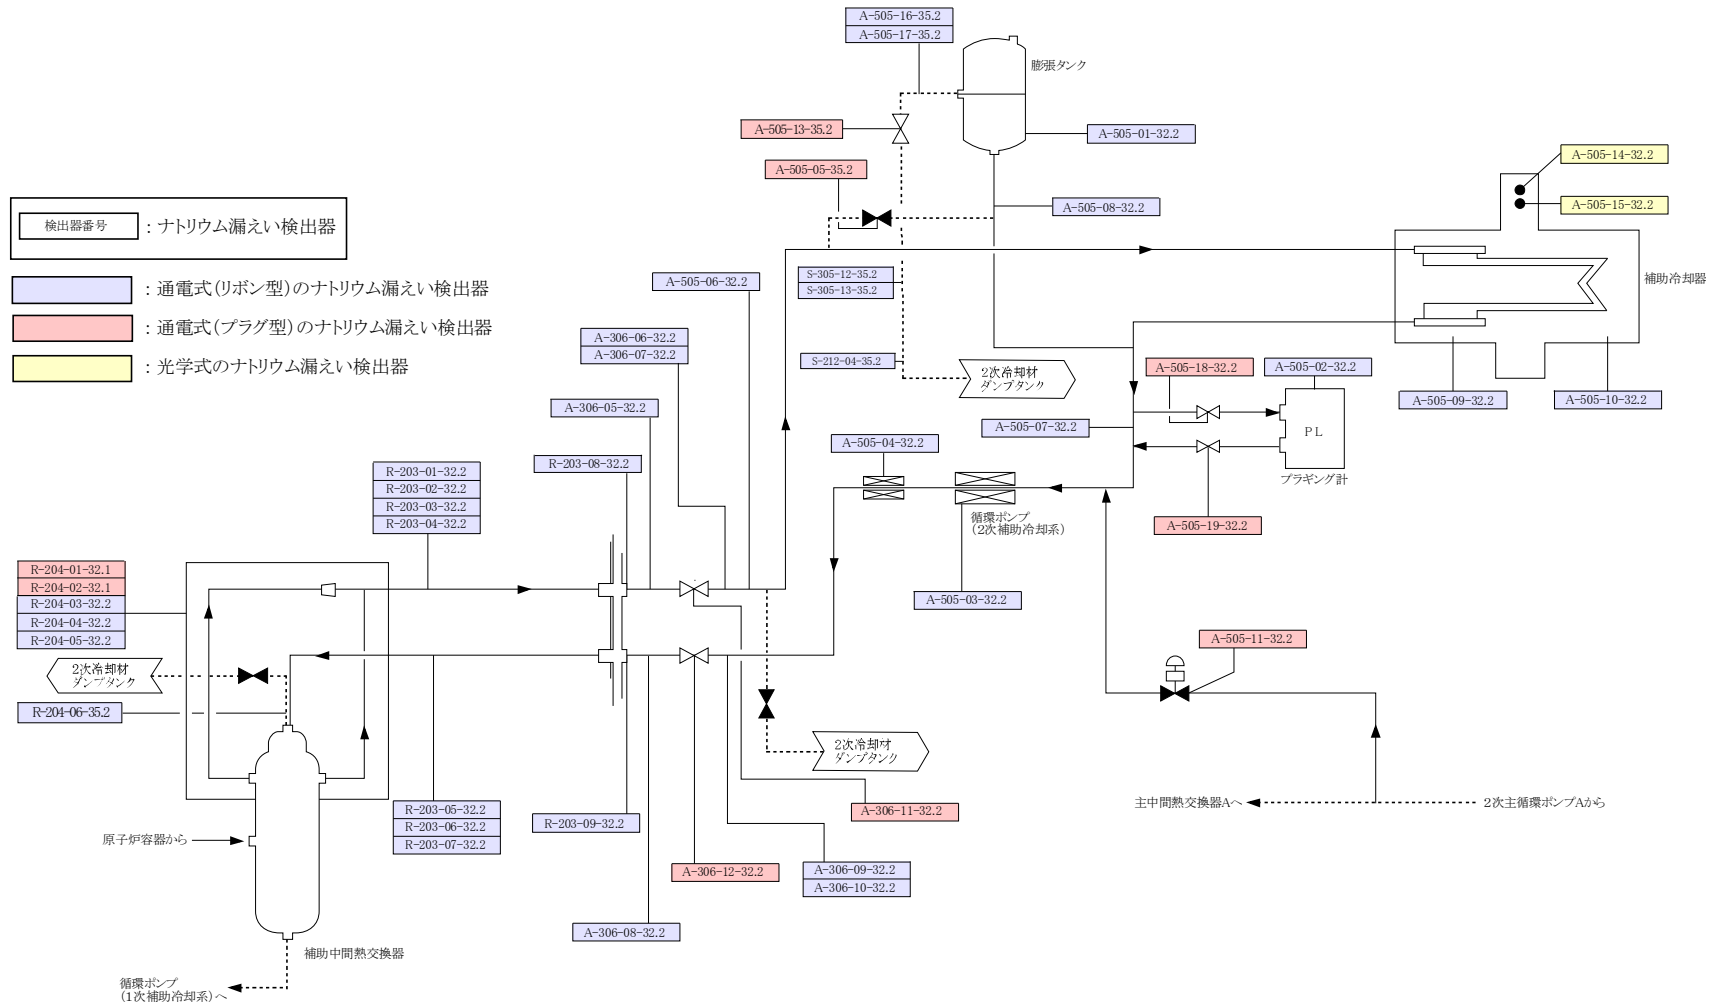 A-505-16-35.2
A-505-17-35.2
膨張タンク
A-505-13-35.2
A-505-01-32.2
A-505-05-35.2
A-505-14-32.2
A-505-08-32.2
A-505-15-32.2
検出器番号
：ナトリウム漏えい検出器
：通電式(リボン型)のナトリウム漏えい検出器
：通電式(プラグ型)のナトリウム漏えい検出器
：光学式のナトリウム漏えい検出器
A-505-06-32.2
S-305-12-35.2
S-305-13-35.2
補助冷却器
A-306-06-32.2
A-306-07-32.2
S-212-04-35.2
2次冷却材
ダンプタンク
A-505-18-32.2
A-505-02-32.2
A-505-09-32.2
A-505-10-32.2
A-306-05-32.2
A-505-07-32.2
PL
プラギング計
A-505-04-32.2
R-203-08-32.2
R-203-01-32.2
R-203-02-32.2
R-203-03-32.2
R-203-04-32.2
循環ポンプ
(2次補助冷却系)
A-505-19-32.2
R-204-01-32.1
R-204-02-32.1
R-204-03-32.2
R-204-04-32.2
R-204-05-32.2
A-505-03-32.2
A-505-11-32.2
2次冷却材
ダンプタンク
R-204-06-35.2
2次冷却材
ダンプタンク
主中間熱交換器Aへ
2次主循環ポンプAから
R-203-05-32.2
R-203-06-32.2
R-203-07-32.2
R-203-09-32.2
A-306-11-32.2
原子炉容器から
A-306-12-32.2
A-306-09-32.2
A-306-10-32.2
A-306-08-32.2
補助中間熱交換器
循環ポンプ
(1次補助冷却系)へ